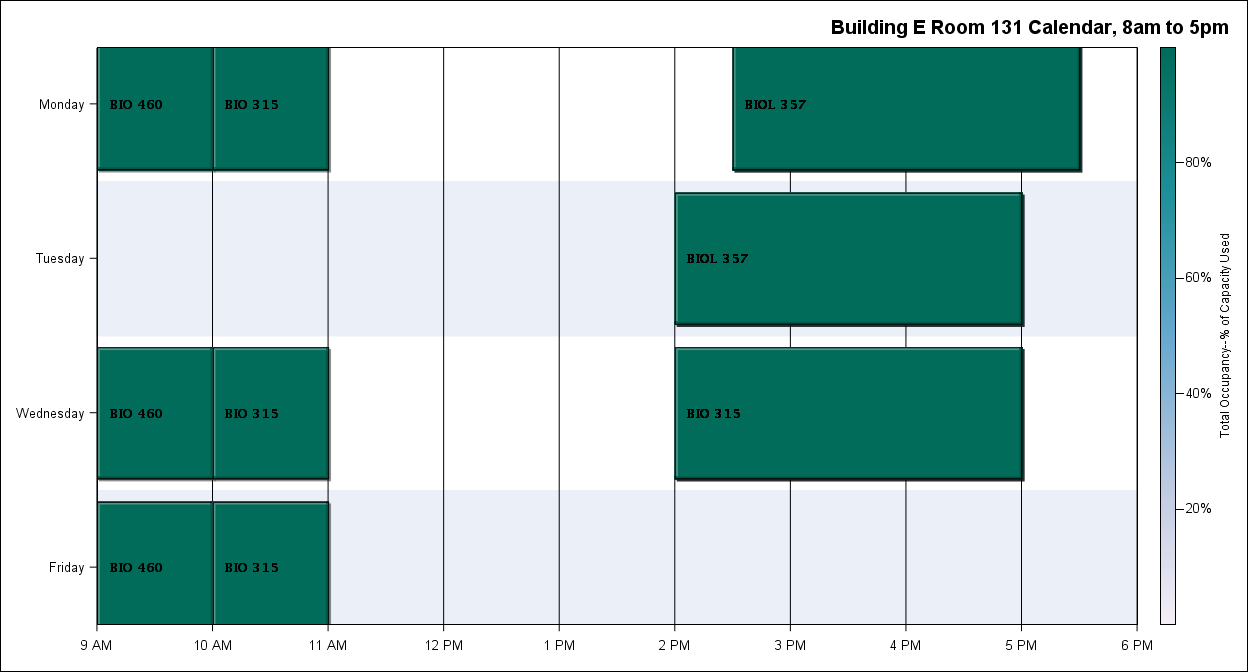 Building E Room 131 Calendar, 8am to 5pm
Monday
BIO 460
BIO 315
BIOL 357
Tuesday
BIOL 357
Wednesday
BIO 460
BIO 315
BIO 315
Friday
BIO 460
BIO 315
9 AM
10 AM
11 AM
12 PM
1 PM
2 PM
3 PM
4 PM
5 PM
6 PM
80%
60%
40%
20%
Total Occupancy--% of Capacity Used